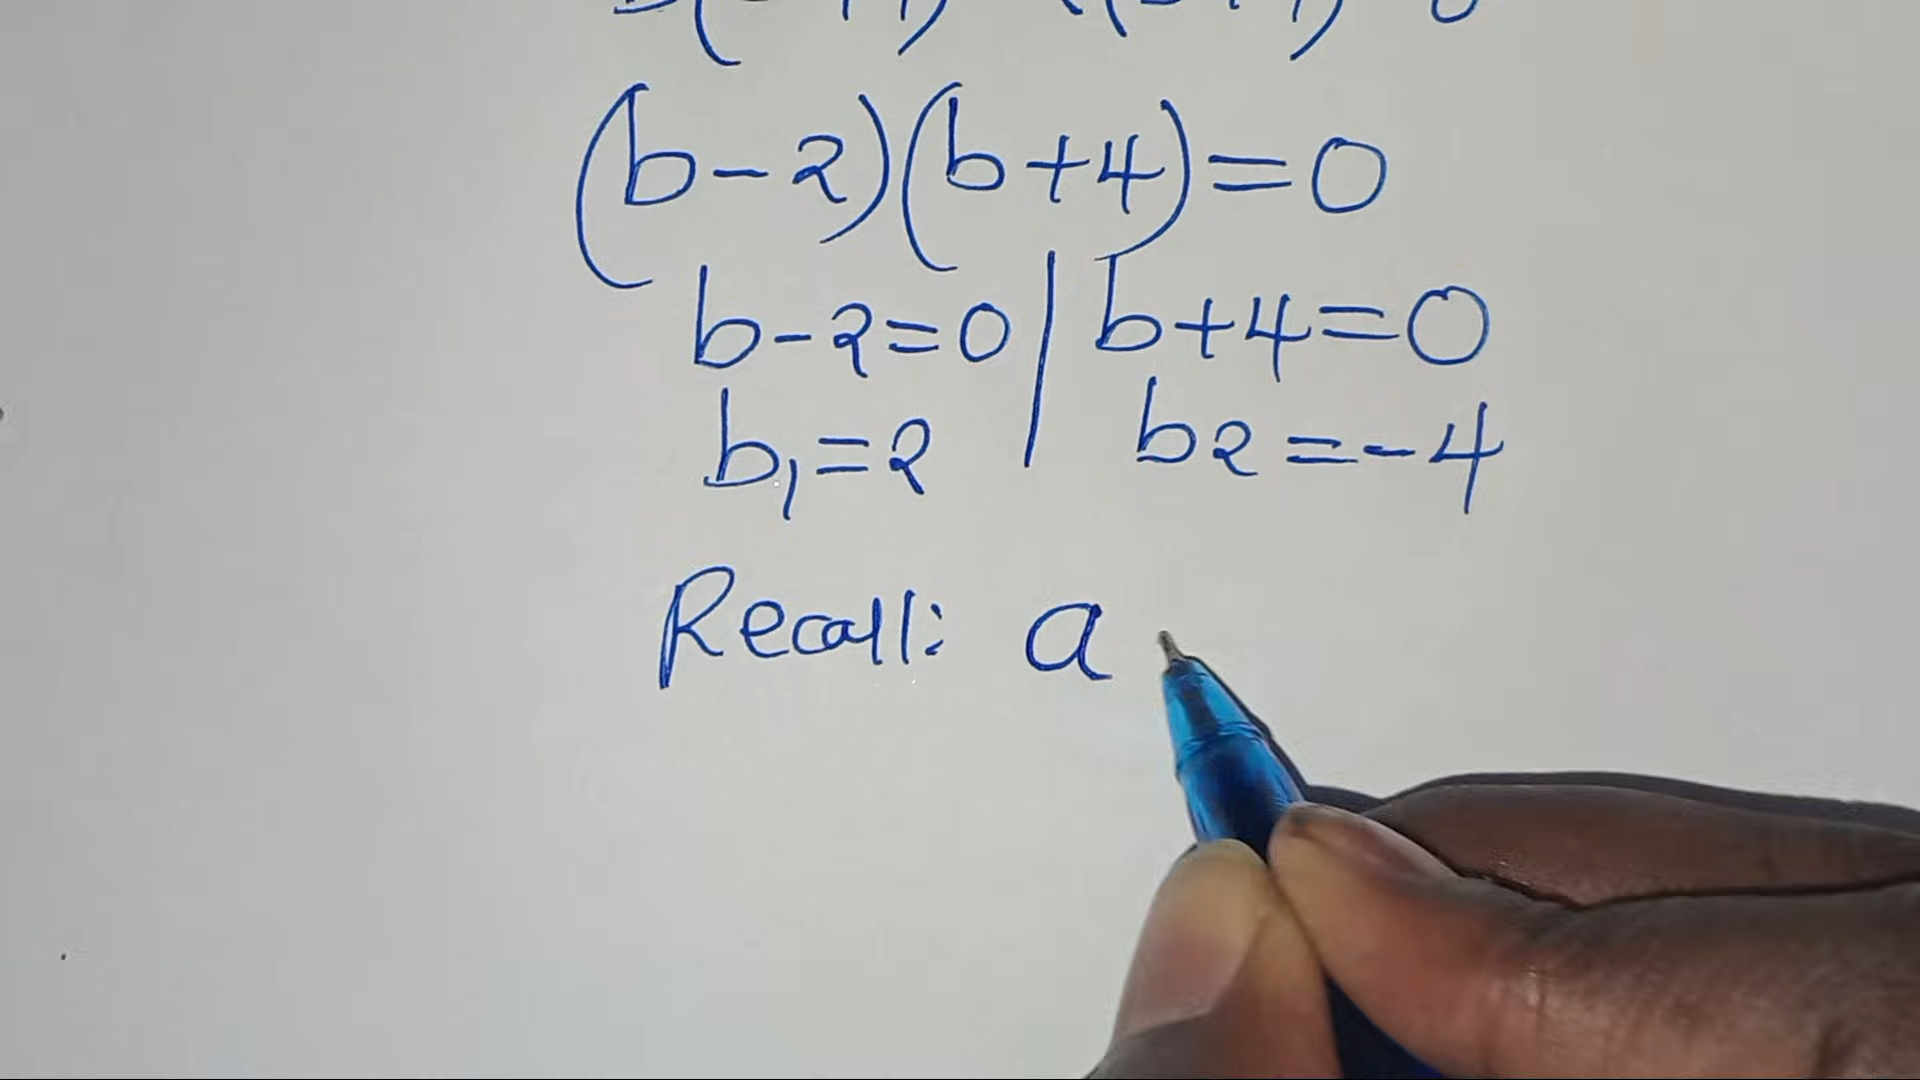 (b-2)(b+4)=0
b-2=0 | b+4=0
b₁=2 | b2=-4
Recall: a